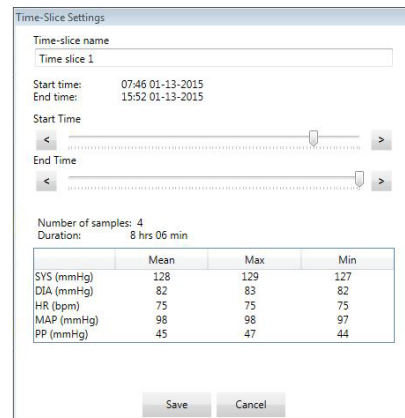 Time-Slice Settings
Time-slice name
Time slice 1
Start time: 07:46 01-13-2015
End time: 15:52 01-13-2015
Start Time
< >
End Time
< >
Number of samples: 4
Duration: 8 hrs 06 min
Mean Max Min
SYS (mmHg) 128 129 127
DIA (mmHg) 82 83 82
HR (bpm) 75 75 75
MAP (mmHg) 98 98 97
PP (mmHg) 45 47 44
Save Cancel